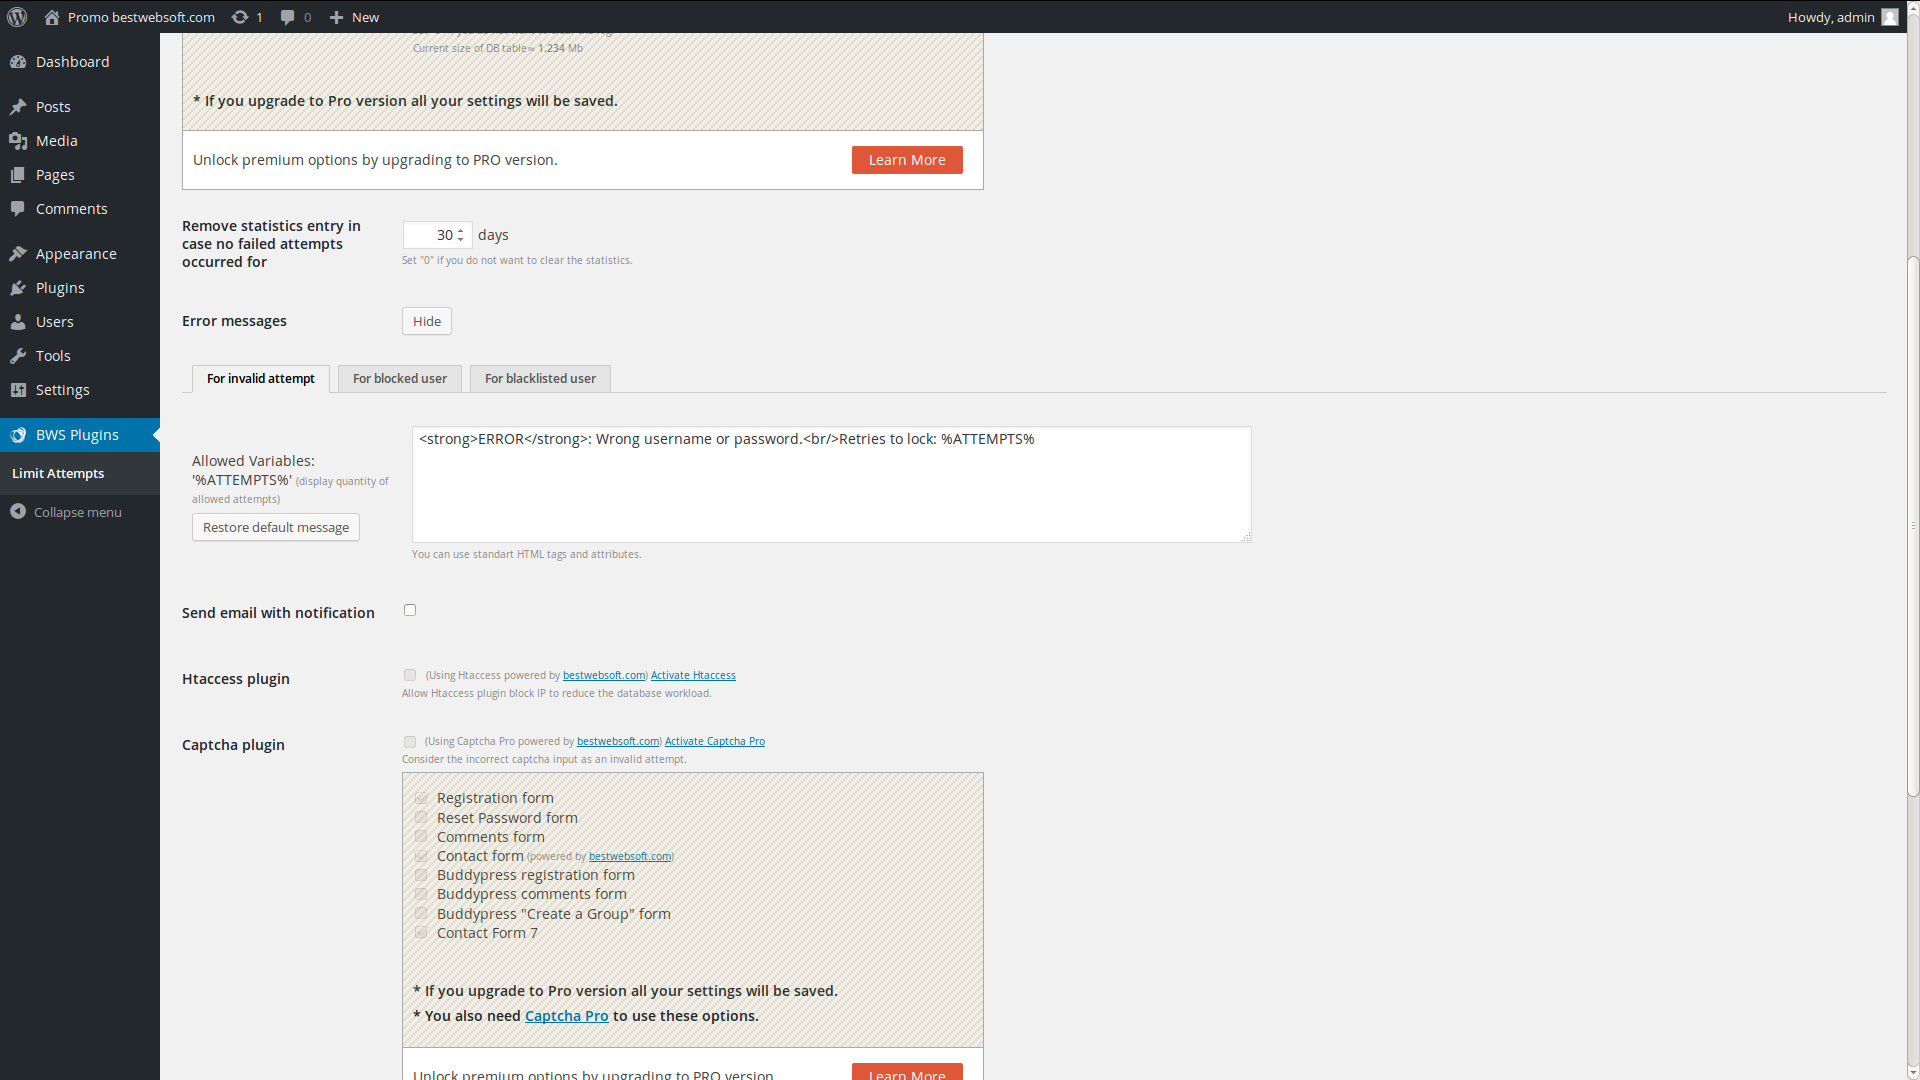 Promo bestwebsoft.com 1 0 New Howdy, admin
Dashboard
Posts
Media
Pages
Comments
Appearance
Plugins
Users
Tools
Settings
BWS Plugins
Limit Attempts
Collapse menu
Current size of DB table≈ 1.234 Mb
* If you upgrade to Pro version all your settings will be saved.
Unlock premium options by upgrading to PRO version. Learn More
Remove statistics entry in
case no failed attempts
occurred for
30 days
Set "0" if you do not want to clear the statistics.
Error messages Hide
For invalid attempt For blocked user For blacklisted user
Allowed Variables:
'%ATTEMPTS%' (display quantity of
allowed attempts)
Restore default message
<strong>ERROR</strong>: Wrong username or password.<br/>Retries to lock: %ATTEMPTS%
You can use standart HTML tags and attributes.
Send email with notification
Htaccess plugin (Using Htaccess powered by bestwebsoft.com) Activate Htaccess
Allow Htaccess plugin block IP to reduce the database workload.
Captcha plugin (Using Captcha Pro powered by bestwebsoft.com) Activate Captcha Pro
Consider the incorrect captcha input as an invalid attempt.
Registration form
Reset Password form
Comments form
Contact form (powered by bestwebsoft.com)
Buddypress registration form
Buddypress comments form
Buddypress "Create a Group" form
Contact Form 7
* If you upgrade to Pro version all your settings will be saved.
* You also need Captcha Pro to use these options.
Unlock premium options by upgrading to PRO version Learn More